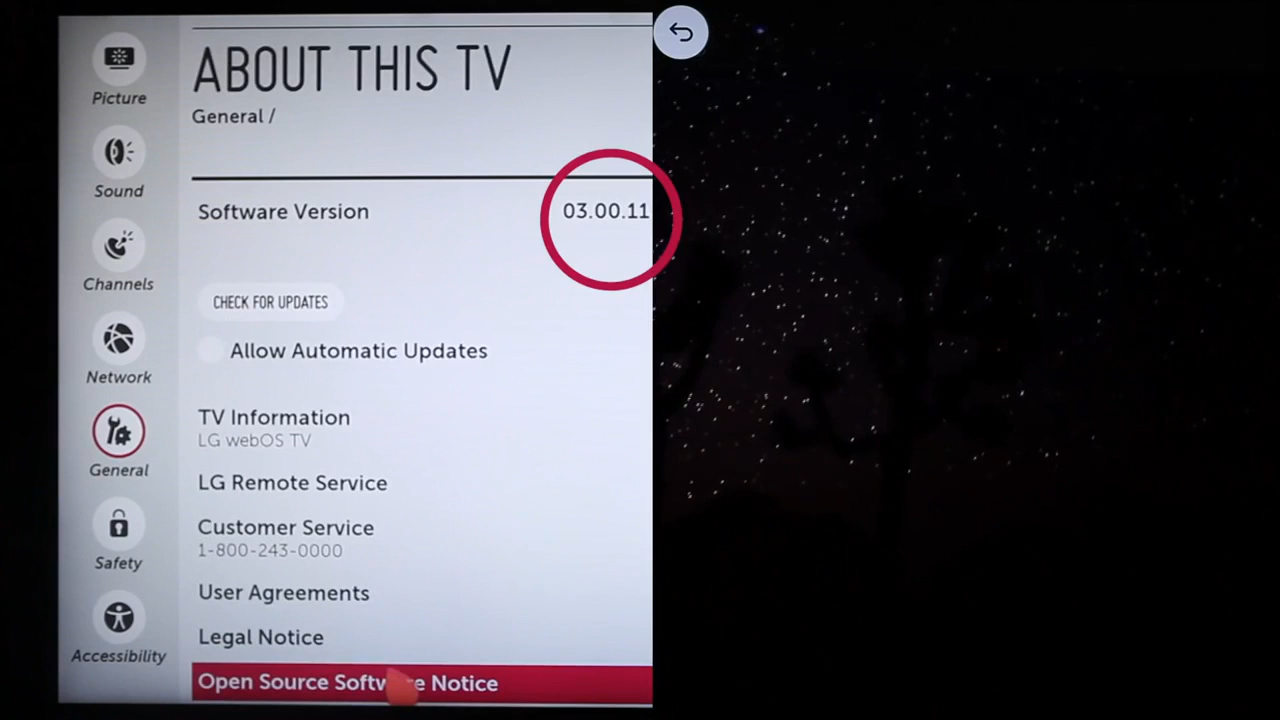 Picture
Sound
Channels
Network
General
Safety
Accessibility
ABOUT THIS TV
General /
Software Version 03.00.11
CHECK FOR UPDATES
Allow Automatic Updates
TV Information
LG webOS TV
LG Remote Service
Customer Service
1-800-243-0000
User Agreements
Legal Notice
Open Source Software Notice